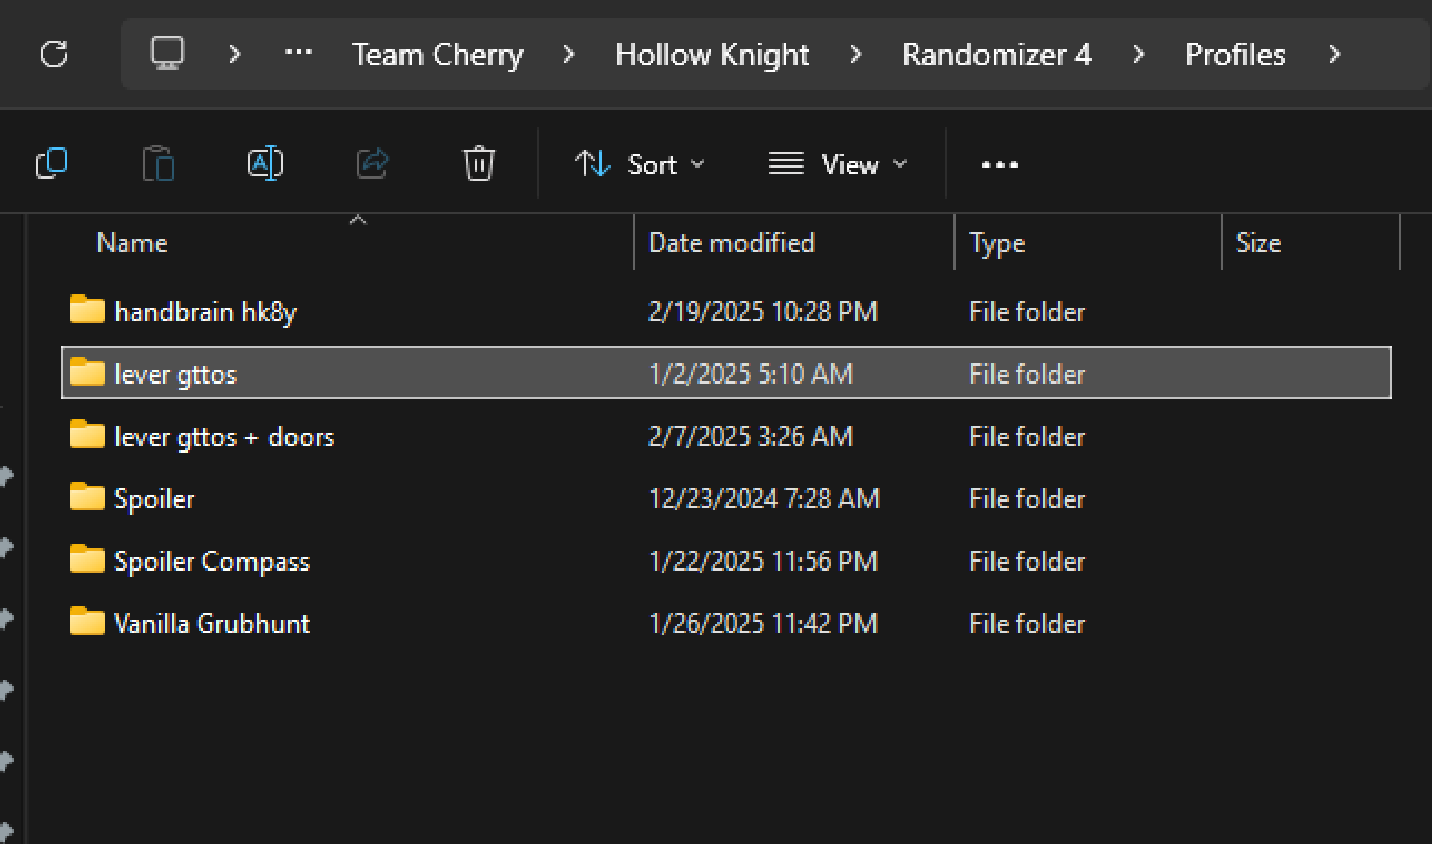 Team Cherry > Hollow Knight > Randomizer 4 > Profiles >
Sort View
Name Date modified Type Size
handbrain hk8y 2/19/2025 10:28 PM File folder
lever gttos 1/2/2025 5:10 AM File folder
lever gttos + doors 2/7/2025 3:26 AM File folder
Spoiler 12/23/2024 7:28 AM File folder
Spoiler Compass 1/22/2025 11:56 PM File folder
Vanilla Grubhunt 1/26/2025 11:42 PM File folder